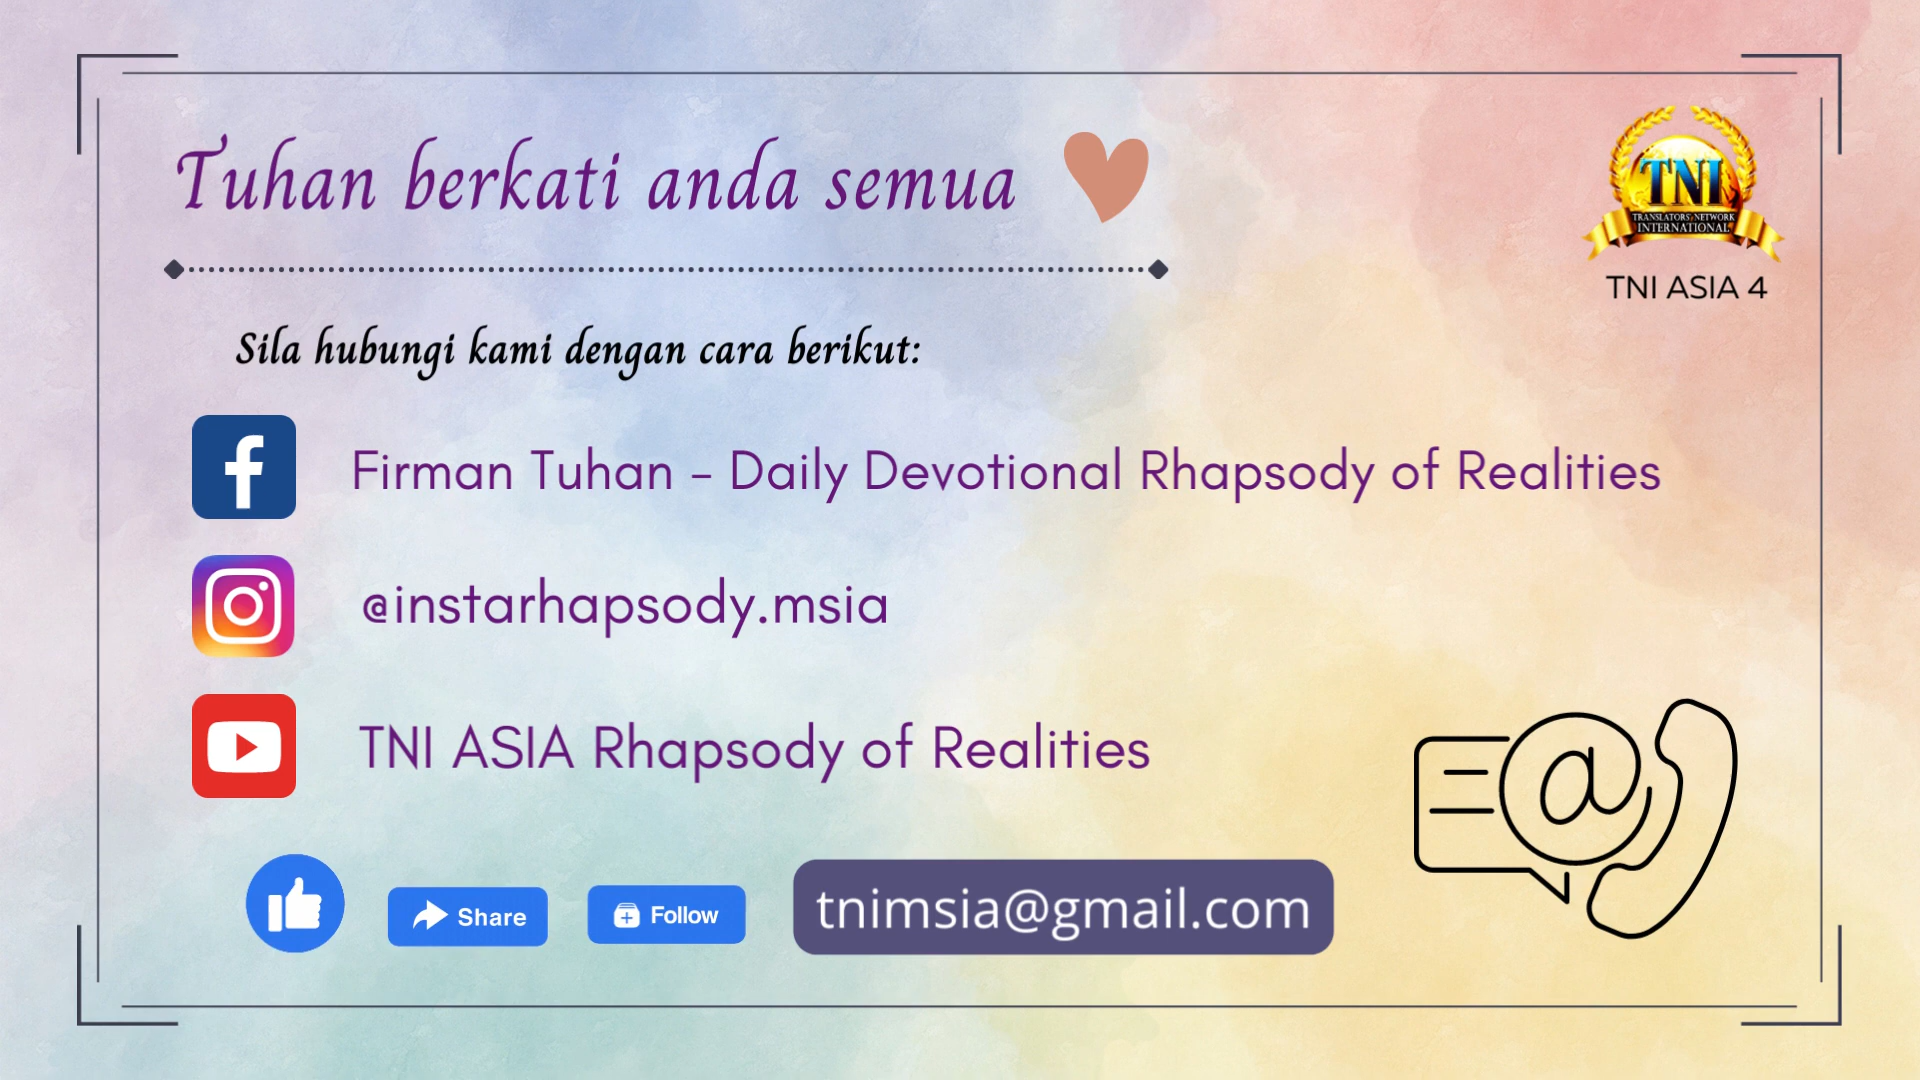 Tuhan berkati anda semua
TNI
TRANSLATORS' NETWORK
INTERNATIONAL
TNI ASIA 4
Sila hubungi kami dengan cara berikut:
Firman Tuhan - Daily Devotional Rhapsody of Realities
@instarhapsody.msia
TNI ASIA Rhapsody of Realities
Share
Follow
tnimsia@gmail.com